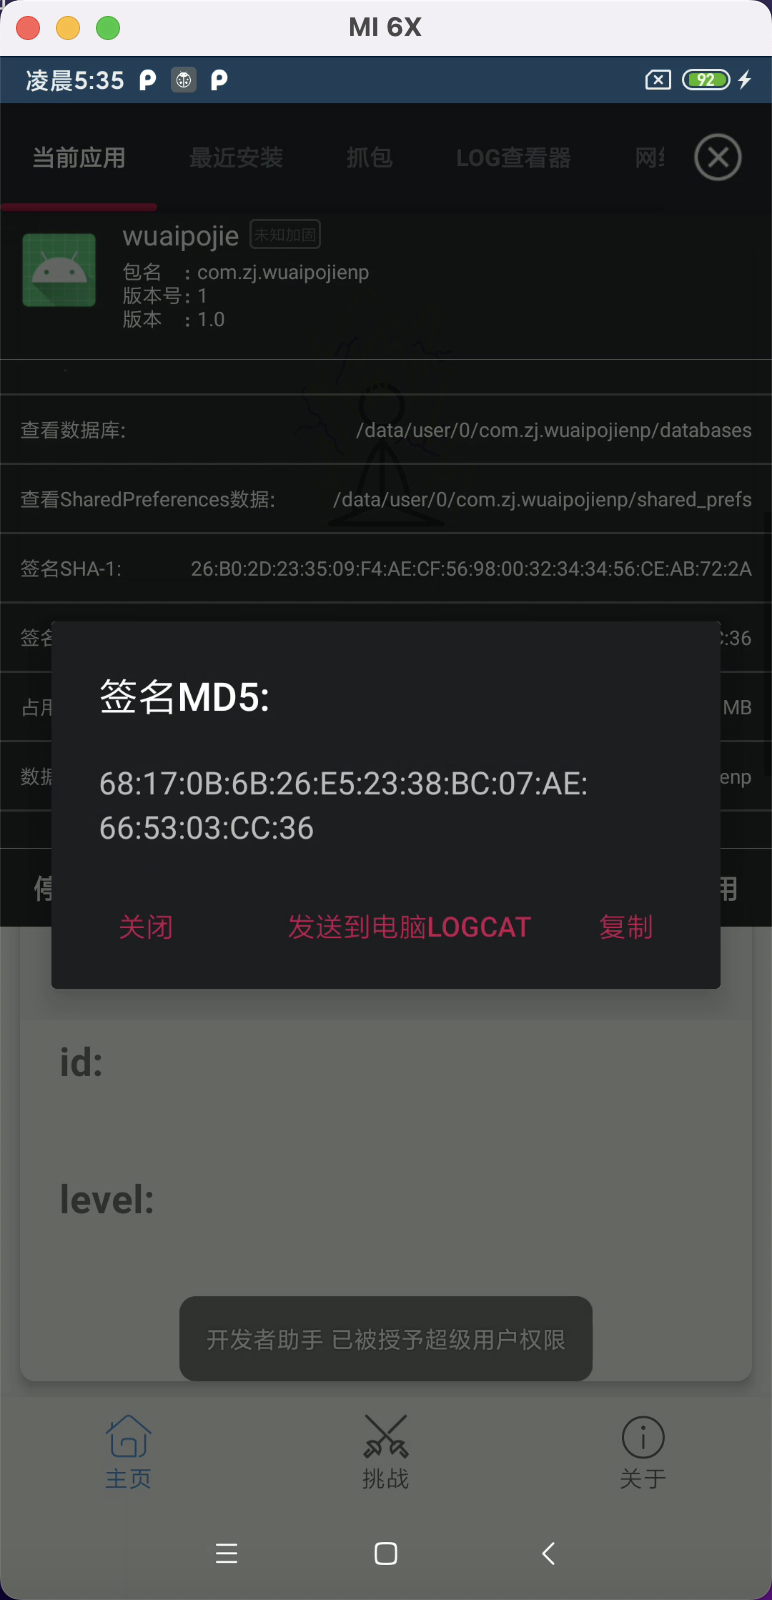 MI 6X
凌晨5:35
92
当前应用 最近安装 抓包 LOG查看器
wuaipojie 未知加固
包名 : com.zj.wuaipojienp
版本号: 1
版本 : 1.0
查看数据库: /data/user/0/com.zj.wuaipojienp/databases
查看SharedPreferences数据: /data/user/0/com.zj.wuaipojienp/shared_prefs
签名SHA-1: 26:B0:2D:23:35:09:F4:AE:CF:56:98:00:32:34:34:56:CE:AB:72:2A
签名 :36
占用 MB
数据 enp
签名MD5:
68:17:0B:6B:26:E5:23:38:BC:07:AE:
66:53:03:CC:36
关闭 发送到电脑LOGCAT 复制
id:
level:
开发者助手 已被授予超级用户权限
主页 挑战 关于